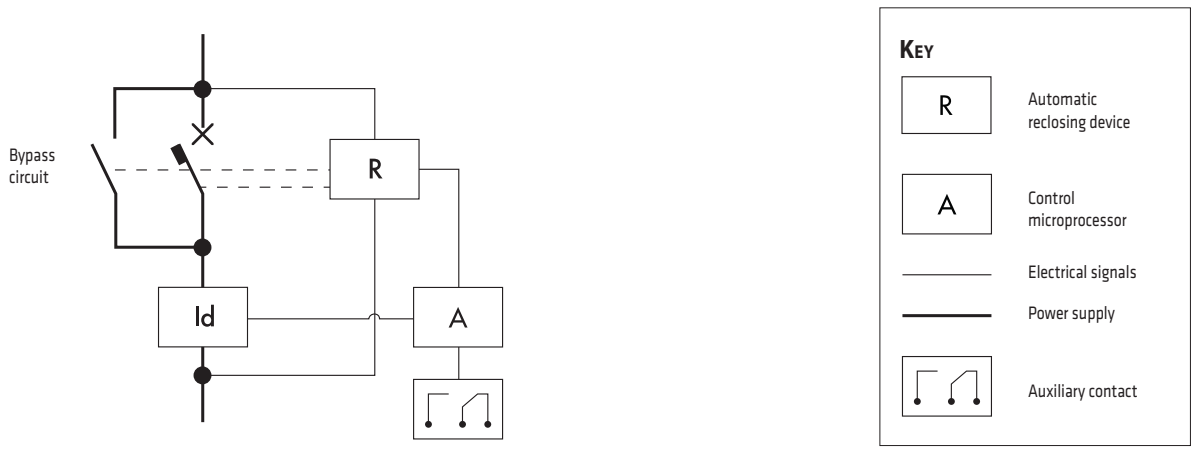 Bypass
circuit
R
Id
A
KEY
R
Automatic
reclosing device
A
Control
microprocessor
Electrical signals
Power supply
Auxiliary contact